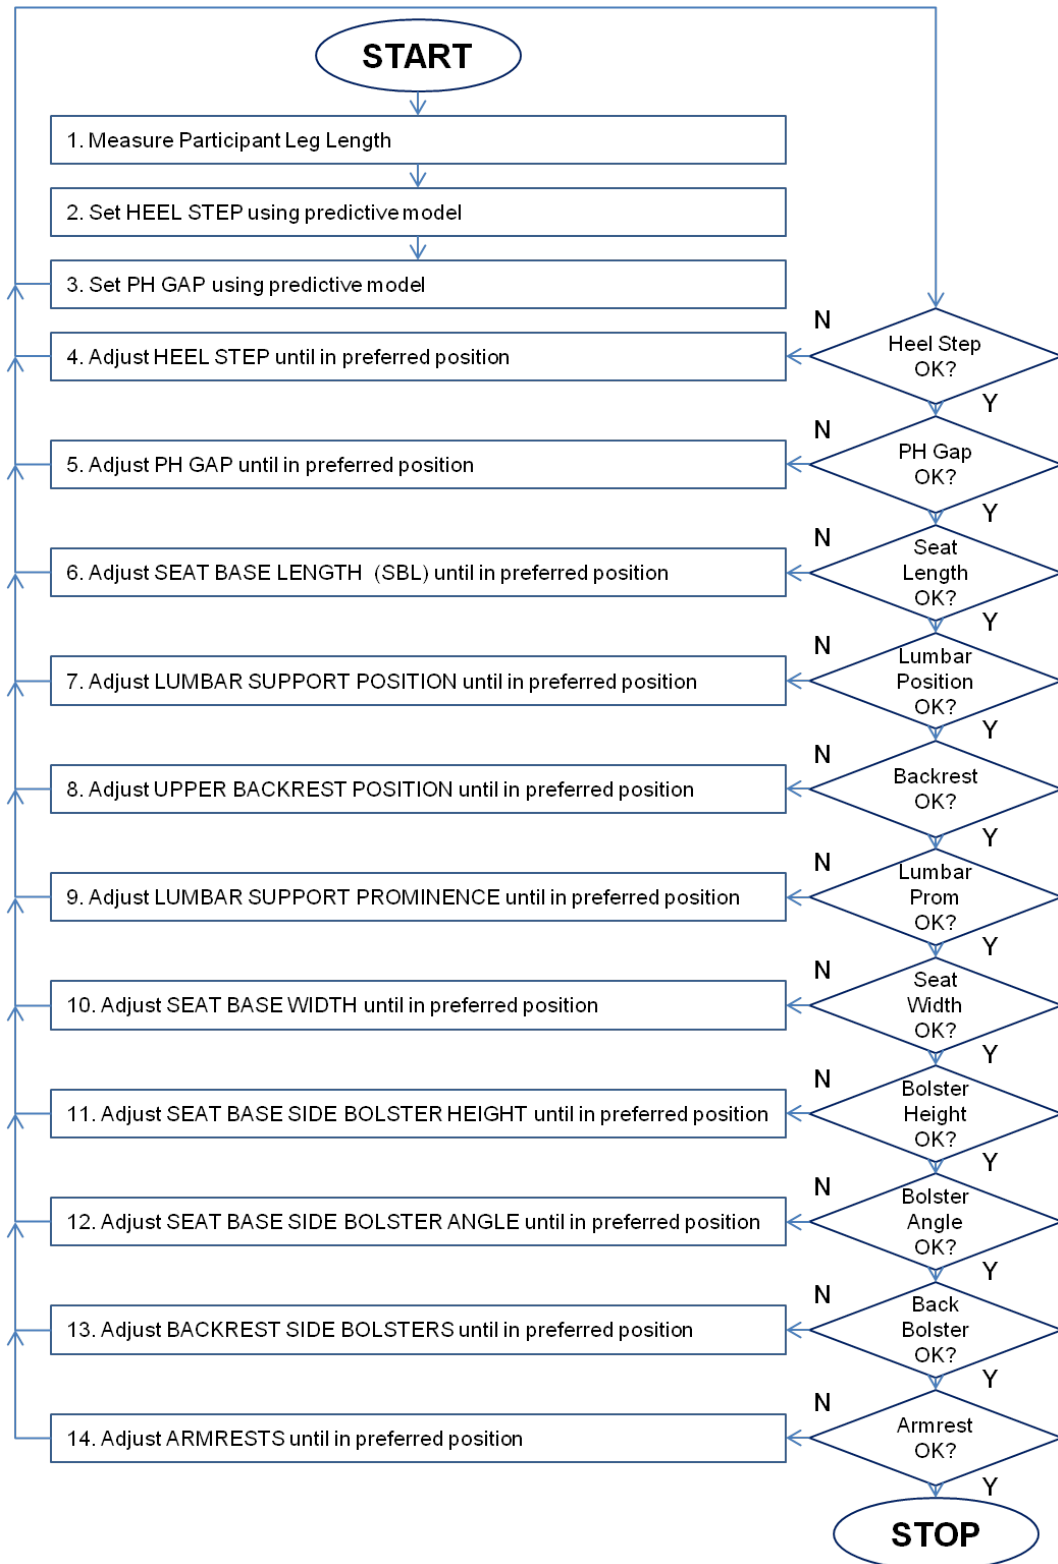 START
1. Measure Participant Leg Length
2. Set HEEL STEP using predictive model
3. Set PH GAP using predictive model
N
4. Adjust HEEL STEP until in preferred position
Heel Step
OK?
Y
N
5. Adjust PH GAP until in preferred position
PH Gap
OK?
Y
N
6. Adjust SEAT BASE LENGTH (SBL) until in preferred position
Seat
Length
OK?
Y
N
7. Adjust LUMBAR SUPPORT POSITION until in preferred position
Lumbar
Position
OK?
Y
N
8. Adjust UPPER BACKREST POSITION until in preferred position
Backrest
OK?
Y
N
9. Adjust LUMBAR SUPPORT PROMINENCE until in preferred position
Lumbar
Prom
OK?
Y
N
10. Adjust SEAT BASE WIDTH until in preferred position
Seat
Width
OK?
Y
N
11. Adjust SEAT BASE SIDE BOLSTER HEIGHT until in preferred position
Bolster
Height
OK?
Y
N
12. Adjust SEAT BASE SIDE BOLSTER ANGLE until in preferred position
Bolster
Angle
OK?
Y
N
13. Adjust BACKREST SIDE BOLSTERS until in preferred position
Back
Bolster
OK?
Y
N
14. Adjust ARMRESTS until in preferred position
Armrest
OK?
Y
STOP